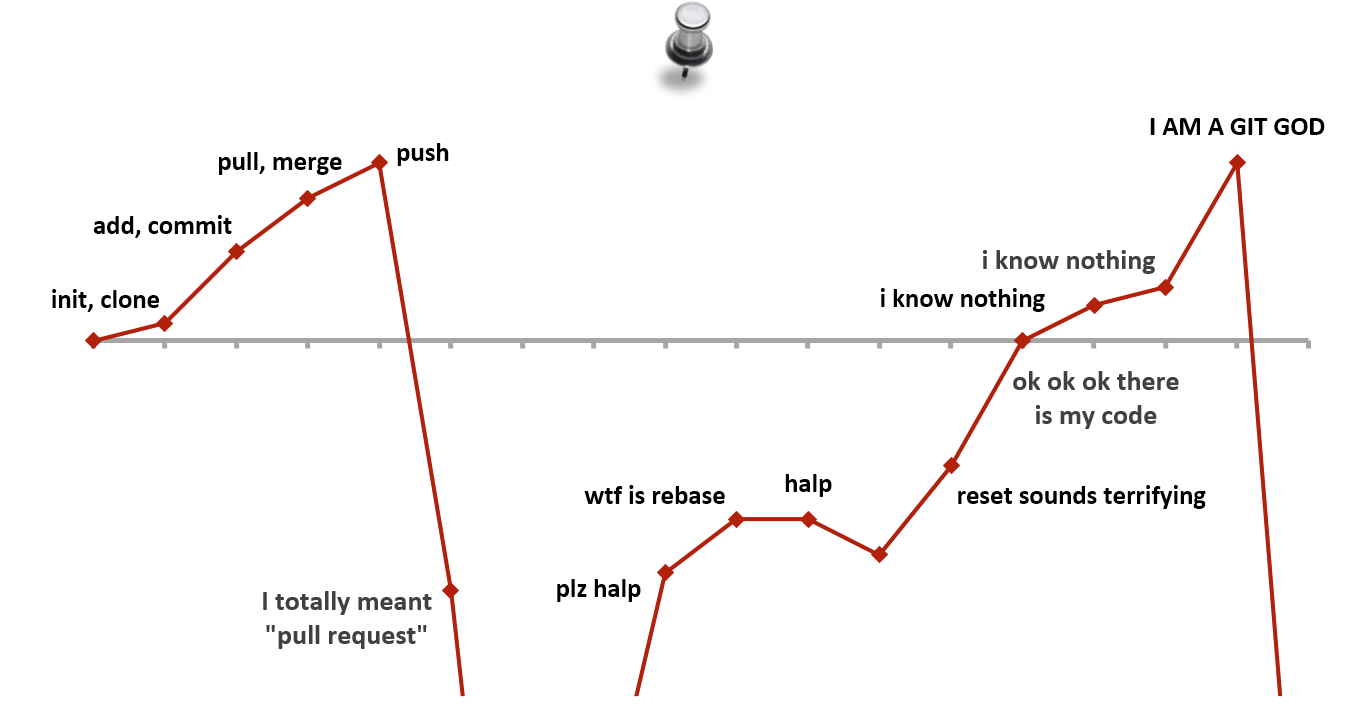 init, clone
add, commit
pull, merge
push
I totally meant
"pull request"
plz halp
wtf is rebase
halp
reset sounds terrifying
ok ok ok there
is my code
i know nothing
i know nothing
I AM A GIT GOD